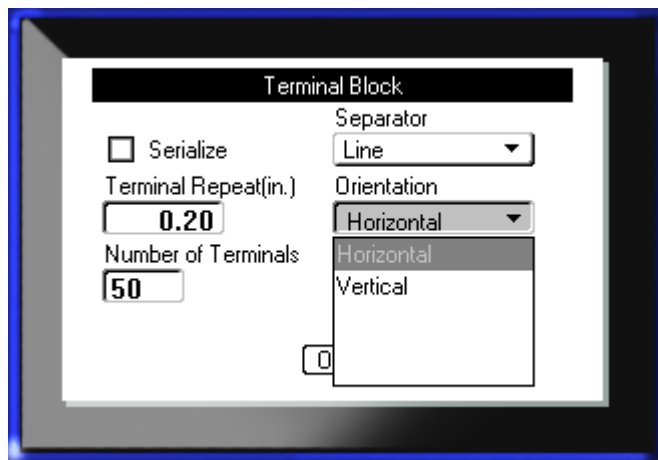 Terminal Block
Separator
Serialize
Line
Terminal Repeat(in.)
Orientation
0.20
Horizontal
Number of Terminals
Horizontal
50
Vertical